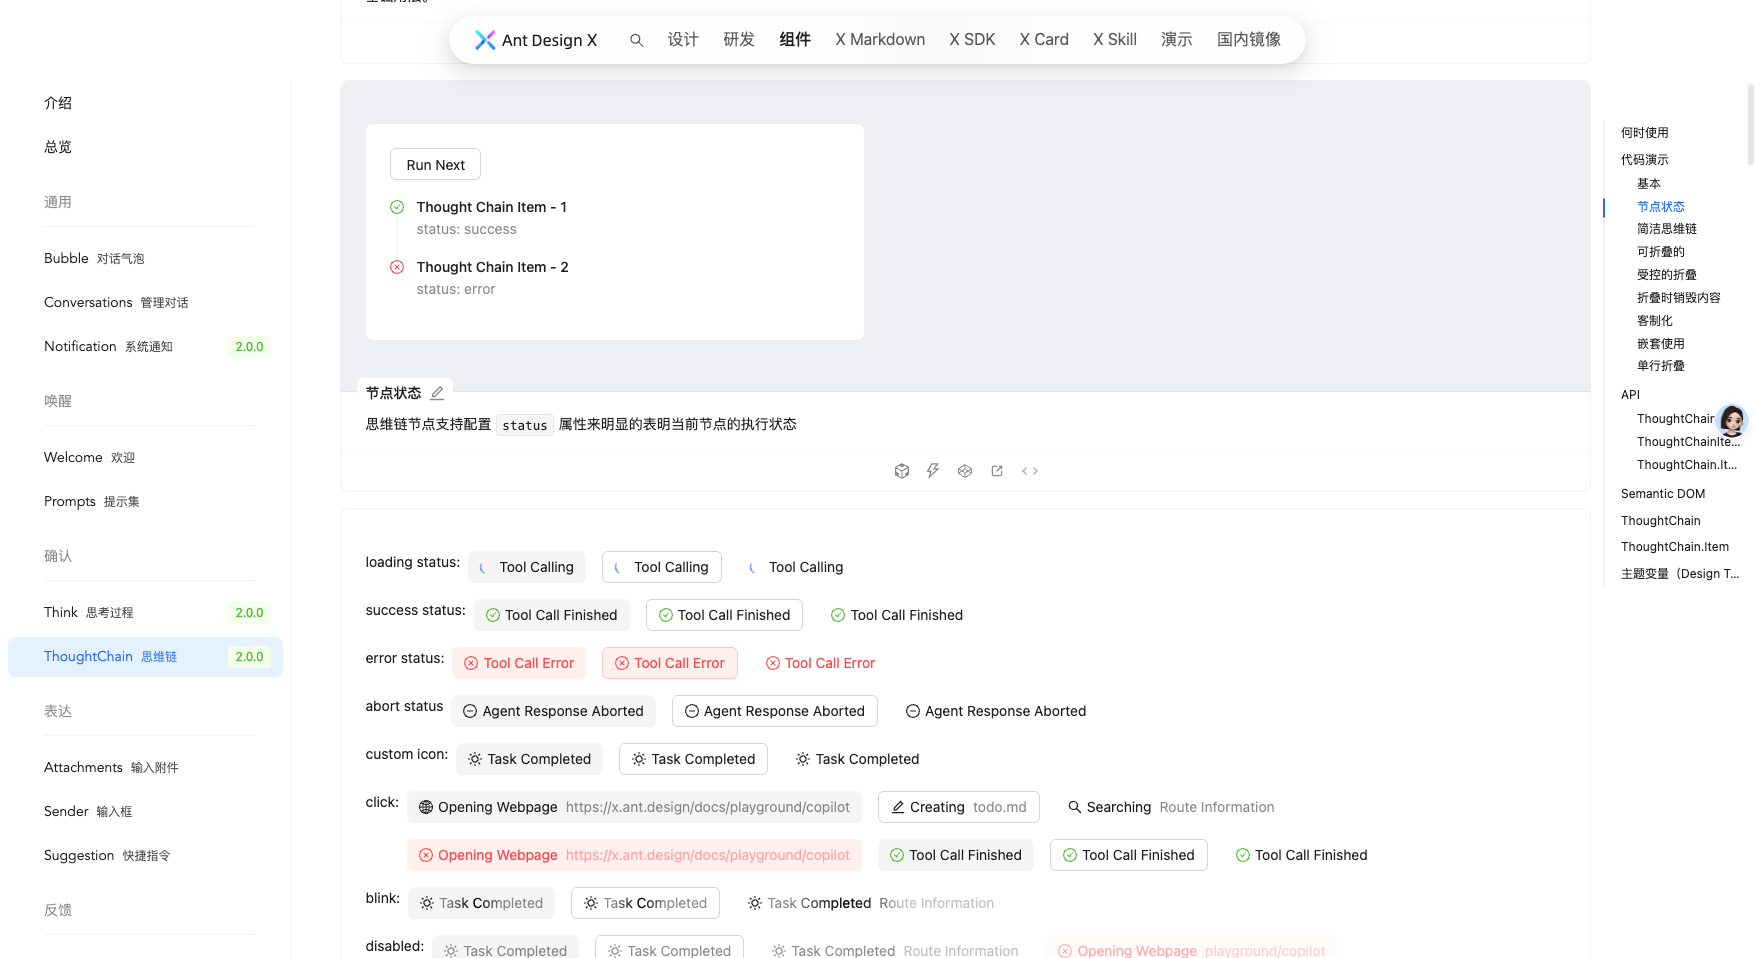 Ant Design X 设计 研发 组件 X Markdown X SDK X Card X Skill 演示 国内镜像
介绍
总览
通用
Bubble 对话气泡
Conversations 管理对话
Notification 系统通知 2.0.0
唤醒
Welcome 欢迎
Prompts 提示集
确认
Think 思考过程 2.0.0
ThoughtChain 思维链 2.0.0
表达
Attachments 输入附件
Sender 输入框
Suggestion 快捷指令
反馈
Run Next
Thought Chain Item - 1
status: success
Thought Chain Item - 2
status: error
节点状态
思维链节点支持配置 status 属性来明显的表明当前节点的执行状态
loading status: Tool Calling Tool Calling Tool Calling
success status: Tool Call Finished Tool Call Finished Tool Call Finished
error status: Tool Call Error Tool Call Error Tool Call Error
abort status Agent Response Aborted Agent Response Aborted Agent Response Aborted
custom icon: Task Completed Task Completed Task Completed
click: Opening Webpage https://x.ant.design/docs/playground/copilot Creating todo.md Searching Route Information
Opening Webpage https://x.ant.design/docs/playground/copilot Tool Call Finished Tool Call Finished Tool Call Finished
blink: Task Completed Task Completed Task Completed Route Information
disabled: Task Completed Task Completed Task Completed Route Information Opening Webpage playground/copilot
何时使用
代码演示
基本
节点状态
简洁思维链
可折叠的
受控的折叠
折叠时销毁内容
客制化
嵌套使用
单行折叠
API
ThoughtChain
ThoughtChainIte...
ThoughtChain.It...
Semantic DOM
ThoughtChain
ThoughtChain.Item
主题变量（Design T...